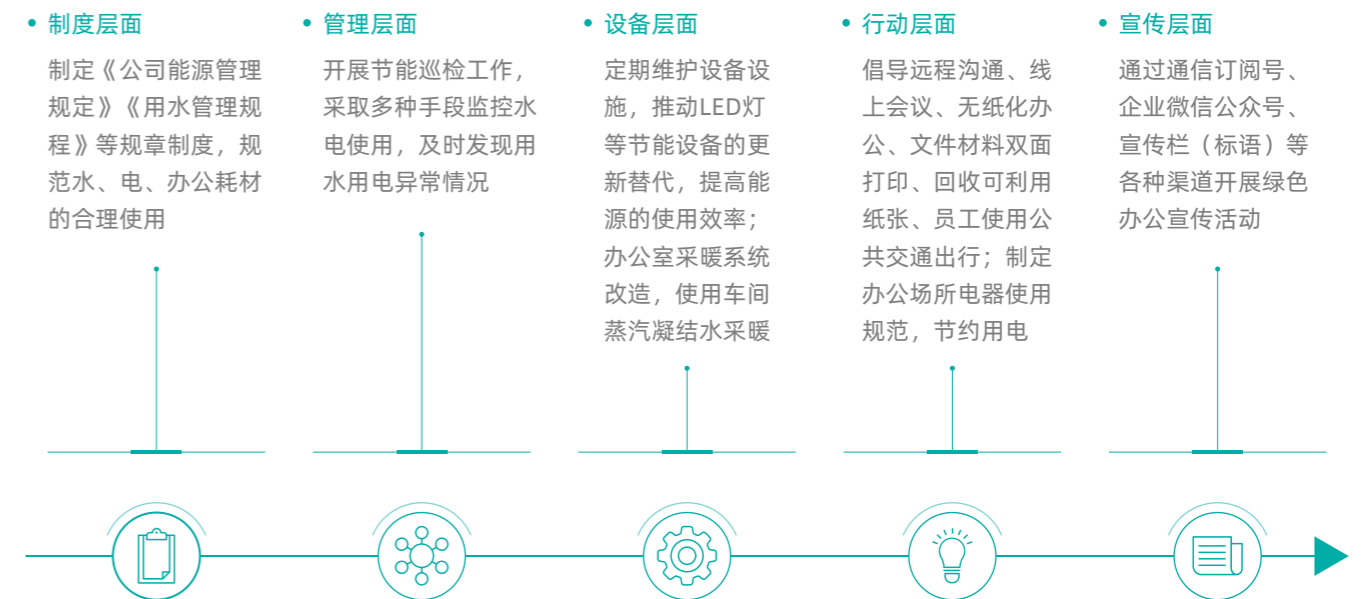 • 制度层面
制定《公司能源管理
规定》《用水管理规
程》等规章制度，规
范水、电、办公耗材
的合理使用
• 管理层面
开展节能巡检工作，
采取多种手段监控水
电使用，及时发现用
水用电异常情况
• 设备层面
定期维护设备设
施，推动LED灯
等节能设备的更
新替代，提高能
源的使用效率；
办公室采暖系统
改造，使用车间
蒸汽凝结水采暖
• 行动层面
倡导远程沟通、线
上会议、无纸化办
公、文件材料双面
打印、回收可利用
纸张、员工使用公
共交通出行；制定
办公场所电器使用
规范，节约用电
• 宣传层面
通过通信订阅号、
企业微信公众号、
宣传栏（标语）等
各种渠道开展绿色
办公宣传活动